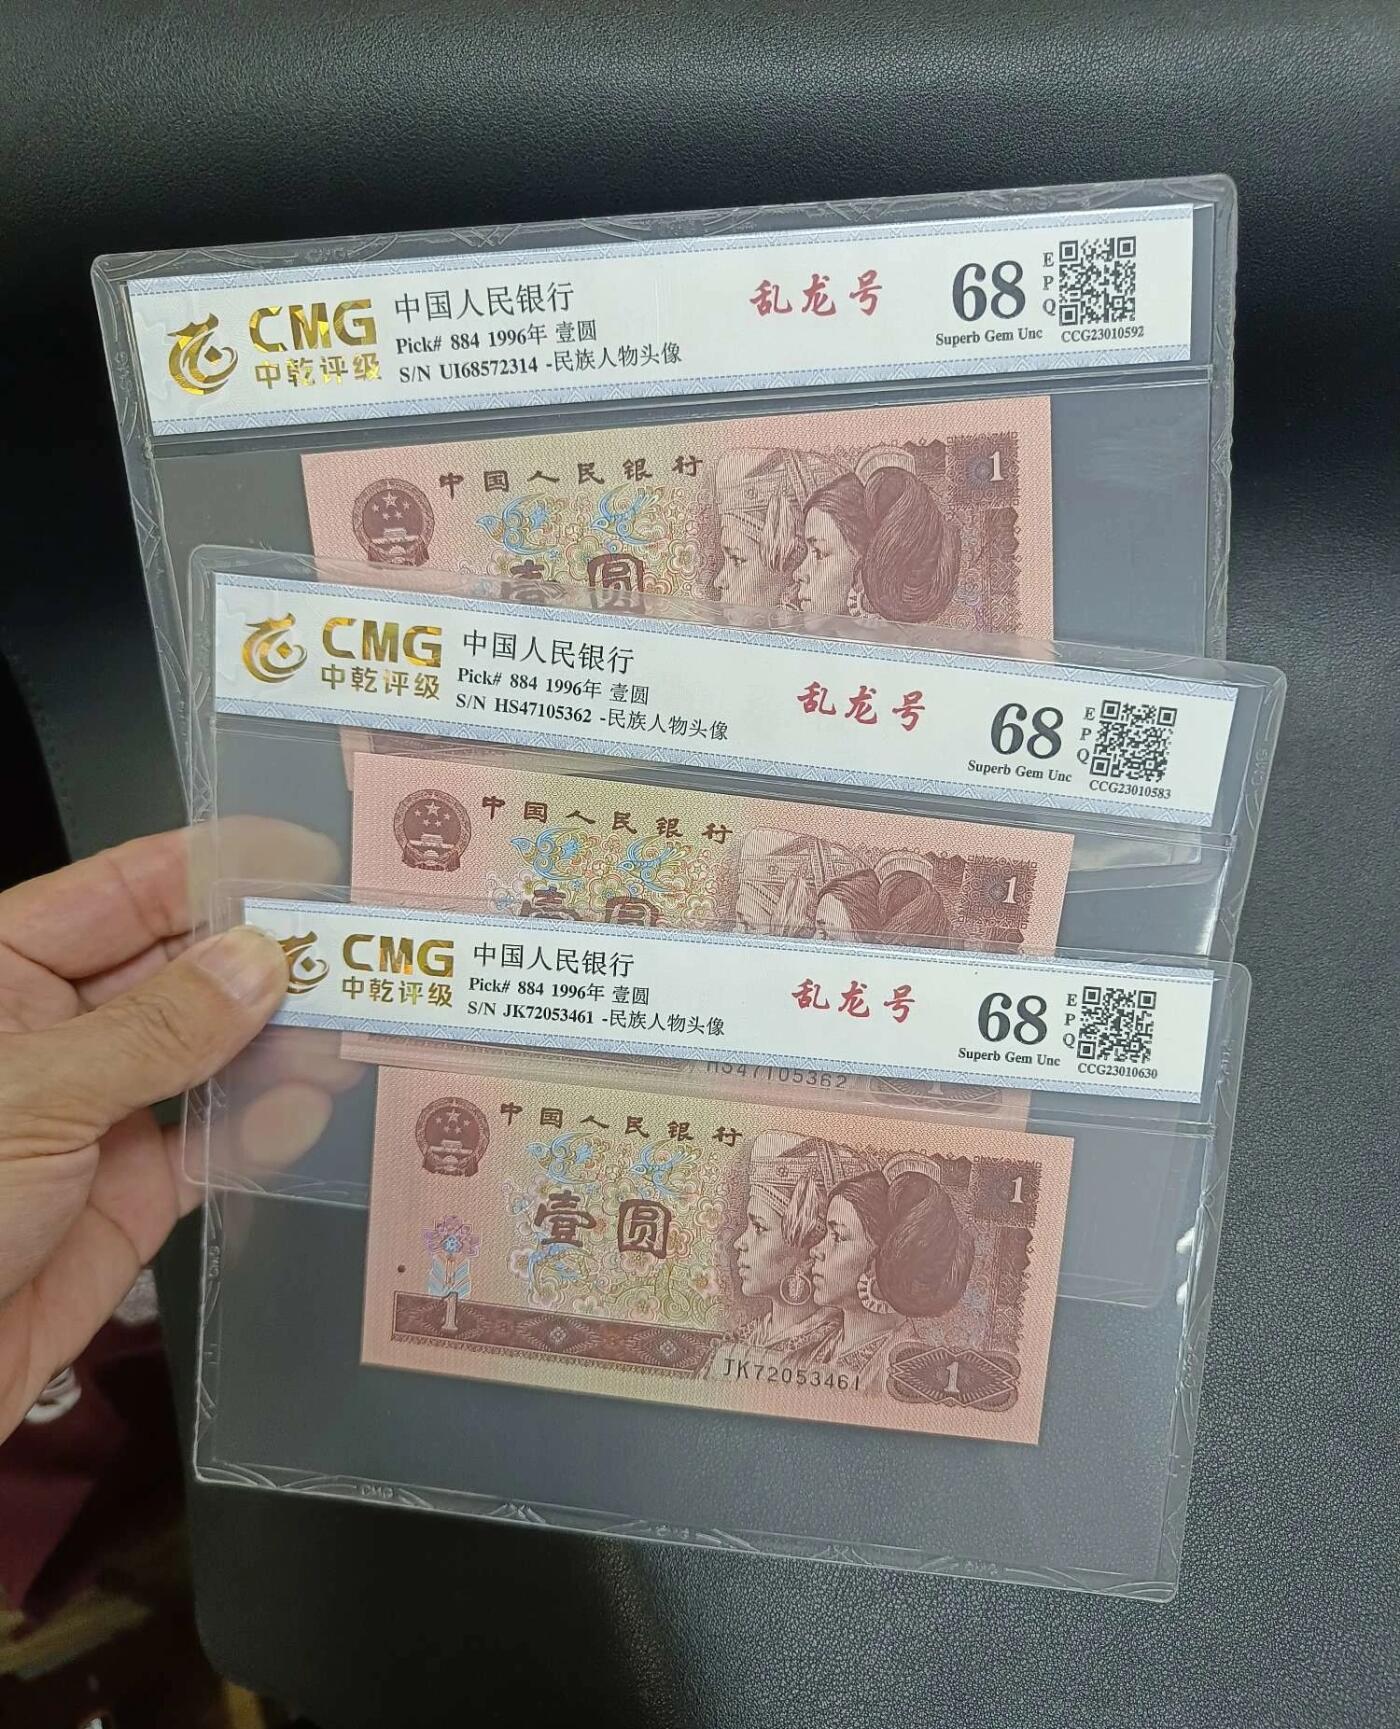 CMG
中乾评级
中国人民银行
Pick# 884 1996年 壹圆
S/N UI68572314 -民族人物头像
乱龙号
68
EPQ
Superb Gem Unc
CCG23010592
中国人民银行
1
壹圆
CMG
中乾评级
中国人民银行
Pick# 884 1996年 壹圆
S/N HS47105362 -民族人物头像
乱龙号
68
EPQ
Superb Gem Unc
CCG23010583
中国人民银行
1
壹圆
CMG
中乾评级
中国人民银行
Pick# 884 1996年 壹圆
S/N JK72053461 -民族人物头像
乱龙号
68
EPQ
Superb Gem Unc
CCG23010630
HS47105362
中国人民银行
1
壹圆
1
JK72053461
1
CMG